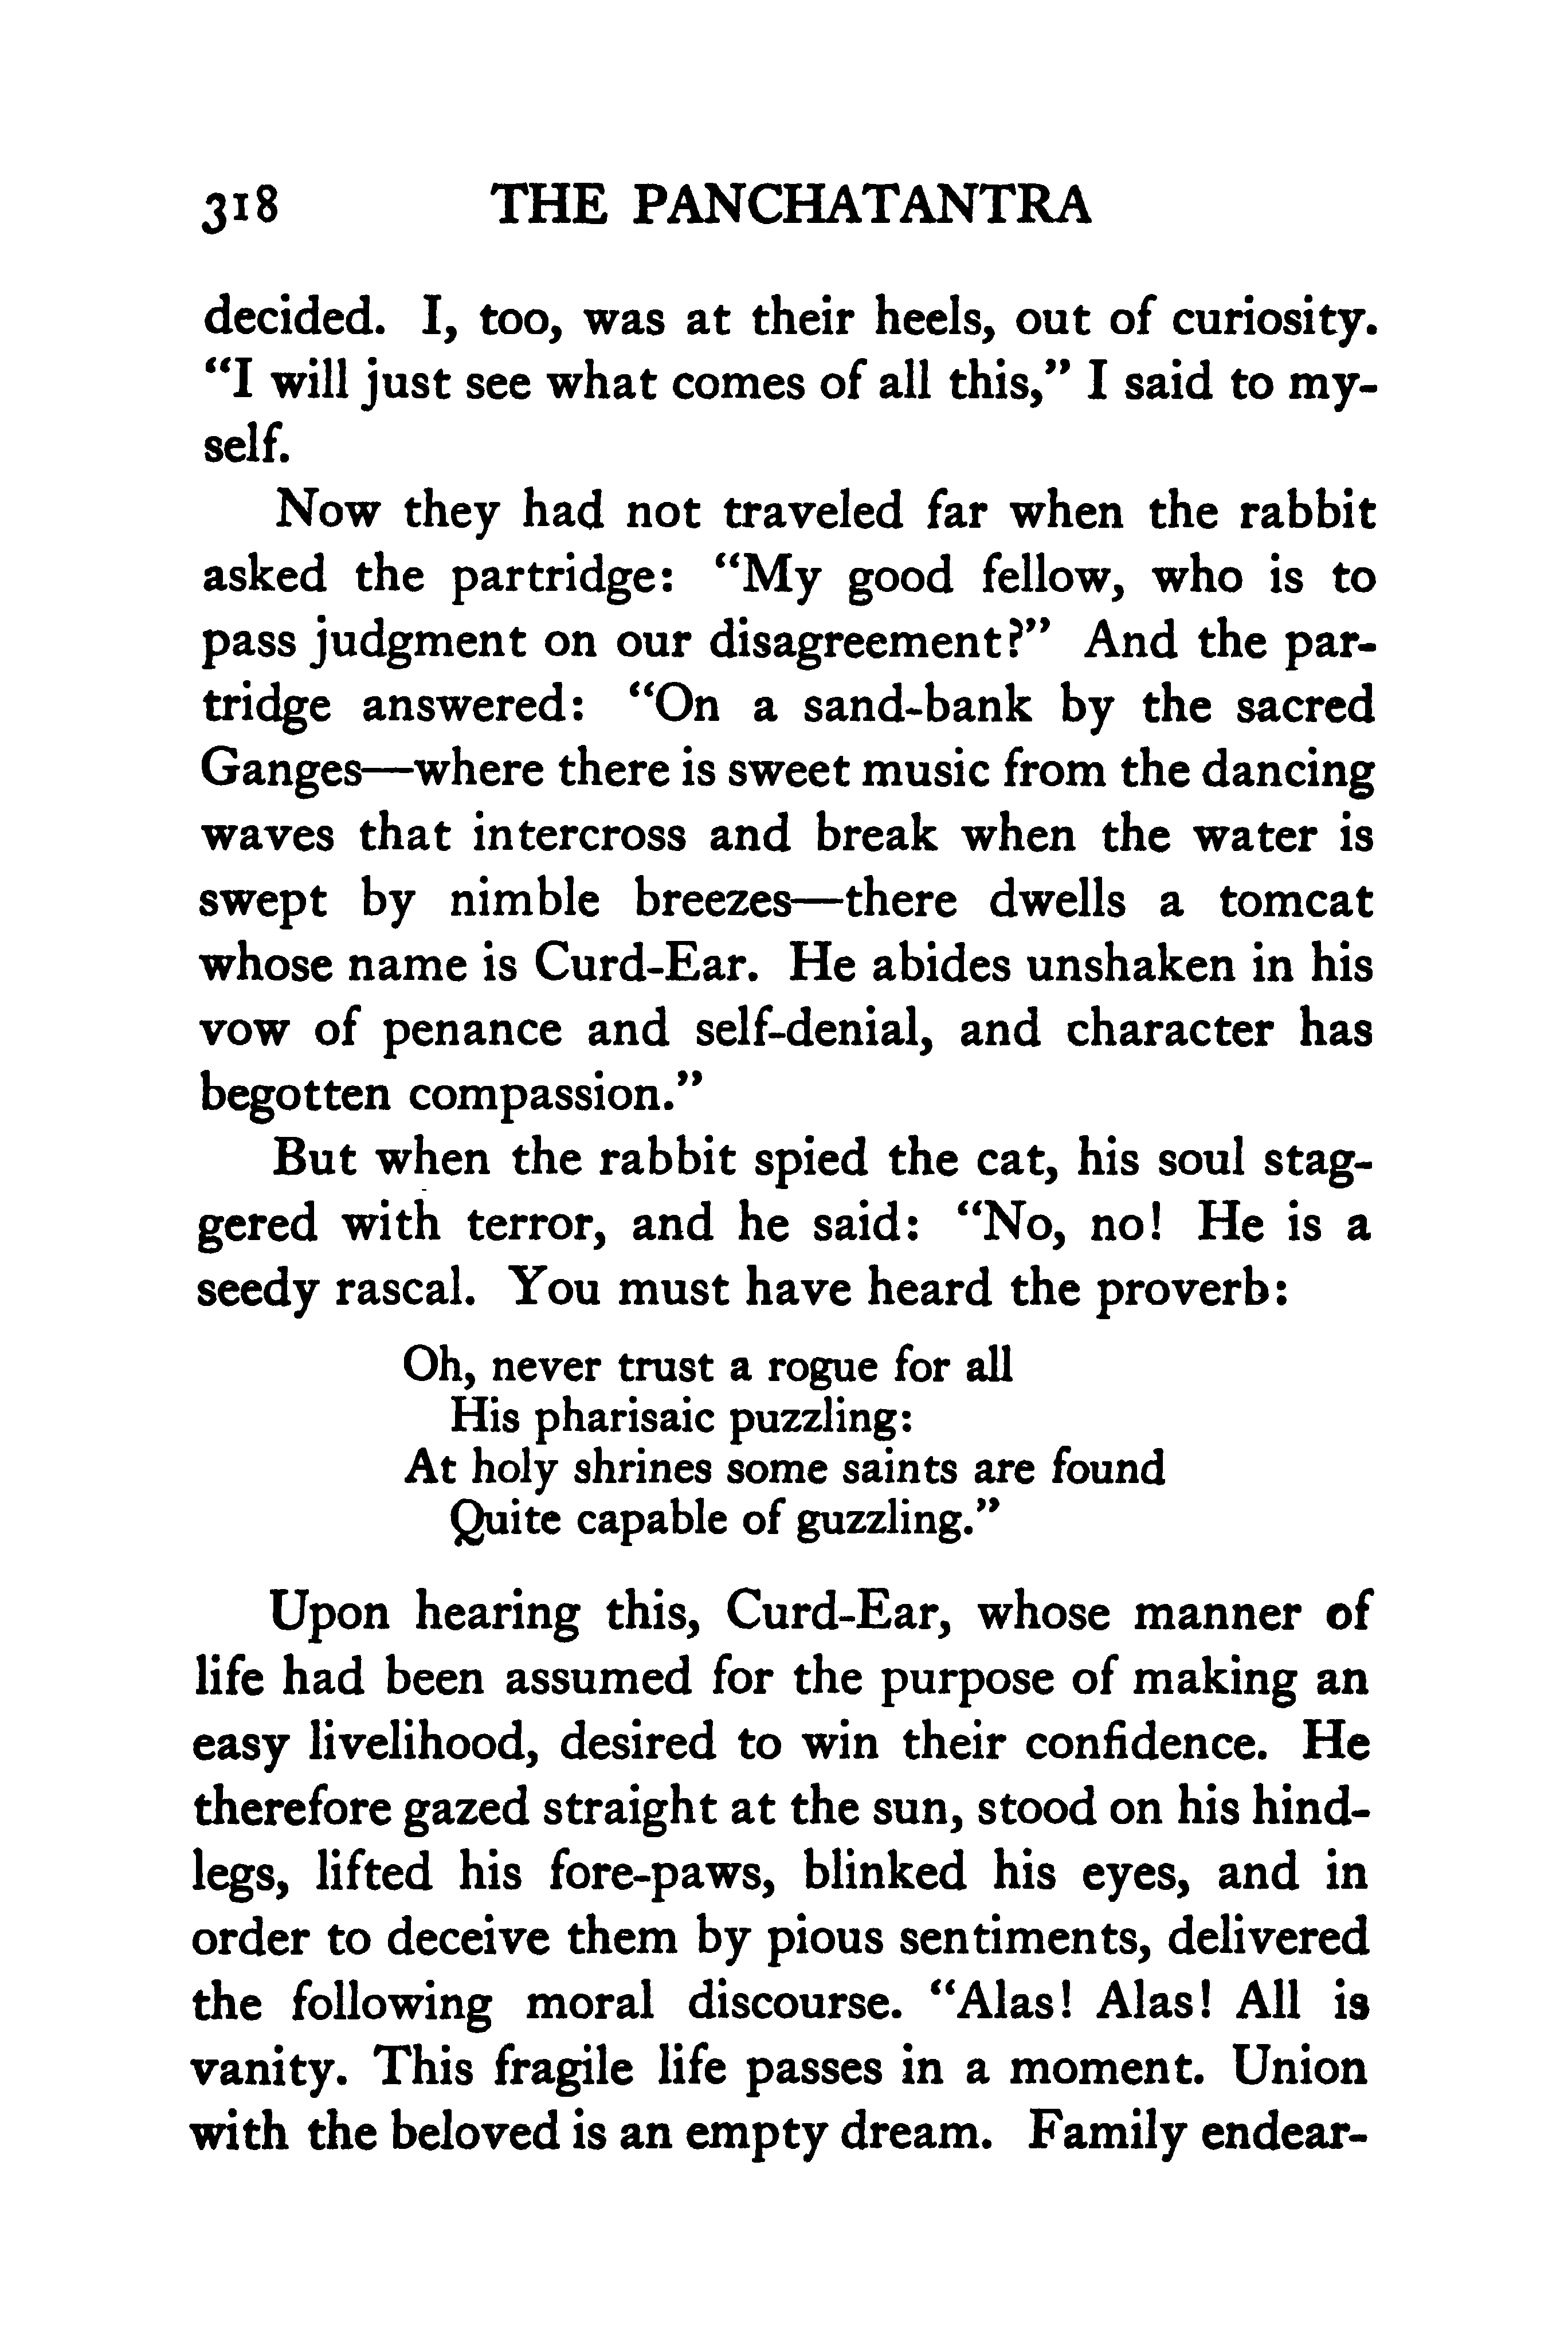 318 THE PANCHATANTRA
decided. I, too, was at their heels, out of curiosity.
“I will just see what comes of all this,” I said to my-
self.
Now they had not traveled far when the rabbit
asked the partridge: “My good fellow, who is to
pass judgment on our disagreement?” And the par-
tridge answered: “On a sand-bank by the sacred
Ganges—where there is sweet music from the dancing
waves that intercross and break when the water is
swept by nimble breezes—there dwells a tomcat
whose name is Curd-Ear. He abides unshaken in his
vow of penance and self-denial, and character has
begotten compassion.”
But when the rabbit spied the cat, his soul stag-
gered with terror, and he said: “No, no! He is a
seedy rascal. You must have heard the proverb:
Oh, never trust a rogue for all
His pharisaic puzzling:
At holy shrines some saints are found
Quite capable of guzzling.”
Upon hearing this, Curd-Ear, whose manner of
life had been assumed for the purpose of making an
easy livelihood, desired to win their confidence. He
therefore gazed straight at the sun, stood on his hind-
legs, lifted his fore-paws, blinked his eyes, and in
order to deceive them by pious sentiments, delivered
the following moral discourse. “Alas! Alas! All is
vanity. This fragile life passes in a moment. Union
with the beloved is an empty dream. Family endear-